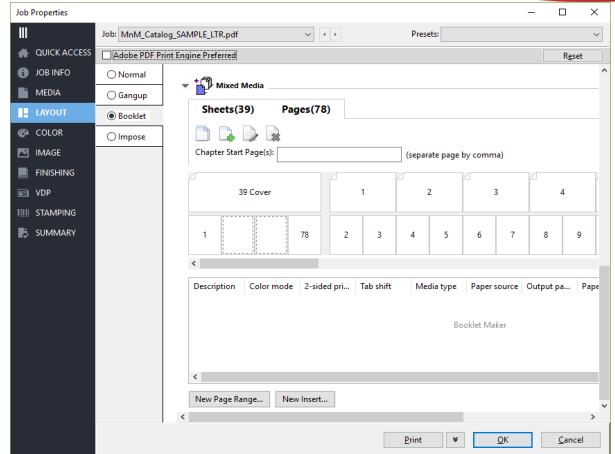 Job Properties
Job: MnM_Catalog_SAMPLE_LTR.pdf Presets:
QUICK ACCESS
JOB INFO
MEDIA
LAYOUT
COLOR
IMAGE
FINISHING
VDP
STAMPING
SUMMARY
Adobe PDF Print Engine Preferred Reset
Normal
Gangup
Booklet
Impose
Mixed Media
Sheets(39) Pages(78)
Chapter Start Page(s): (separate page by comma)
39 Cover 1 2 3 4
1 78 2 3 4 5 6 7 8 9
Description Color mode 2-sided pri... Tab shift Media type Paper source Output pa... Pape
Booklet Maker
New Page Range... New Insert...
Print OK Cancel